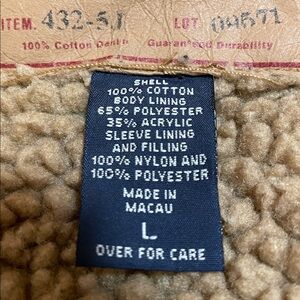 ITEM. 432-5J LOT
100% Cotton Denim Guaranteed Durability
SHELL
100% COTTON
BODY LINING
65% POLYESTER
35% ACRYLIC
SLEEVE LINING
AND FILLING
100% NYLON AND
100% POLYESTER
MADE IN
MACAU
L
OVER FOR CARE